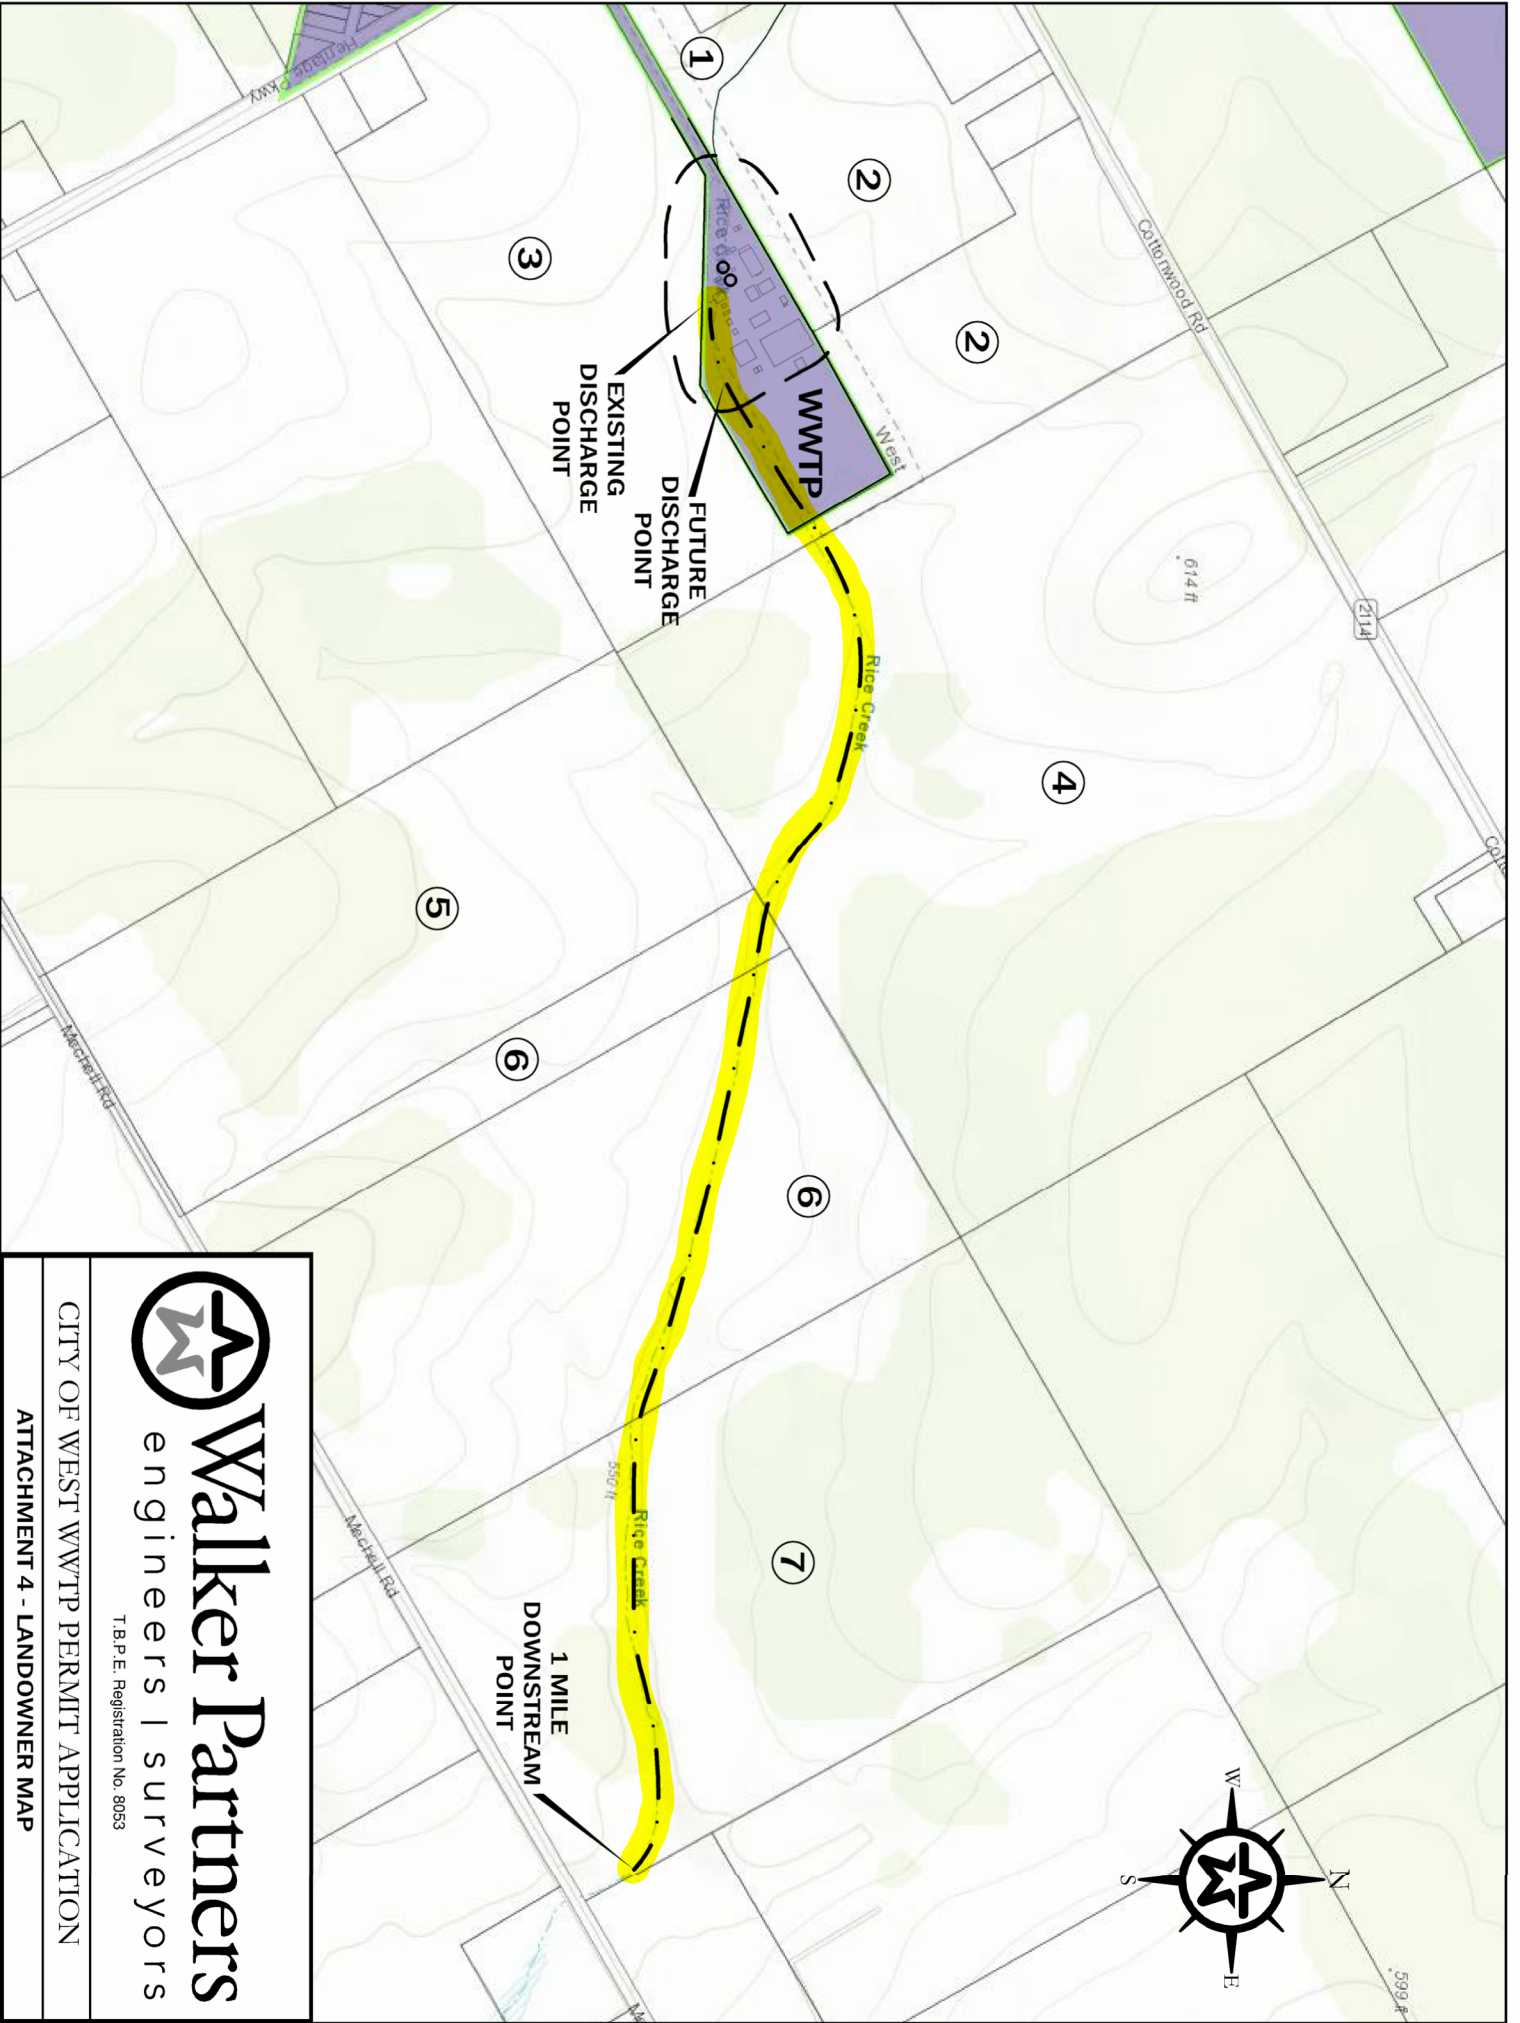 Heritage Pkwy
①
②
Cottonwood Rd
③
②
WWTP
West
EXISTING
DISCHARGE
POINT
FUTURE
DISCHARGE
POINT
614 ft
2114
Rice Creek
④
⑤
Mechell Rd
⑥
⑥
550 ft
Rice Creek
⑦
Mechell Rd
1 MILE
DOWNSTREAM
POINT
N
W
E
S
599 ft
Walker Partners
engineers | surveyors
T.B.P.E. Registration No. 8053
CITY OF WEST WWTP PERMIT APPLICATION
ATTACHMENT 4 - LANDOWNER MAP